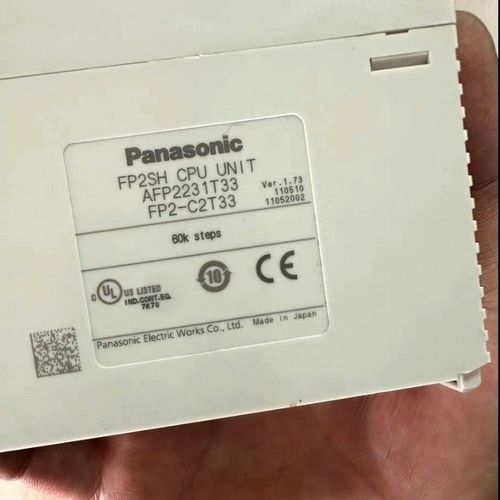 Panasonic
FP2SH CPU UNIT
AFP2231T33
FP2-C2T33
Ver.1.73
110510
11052002
60k steps
C UL US LISTED
IND.CONT.EQ.
7K70
10
CE
Panasonic Electric Works Co., Ltd. Made in Japan